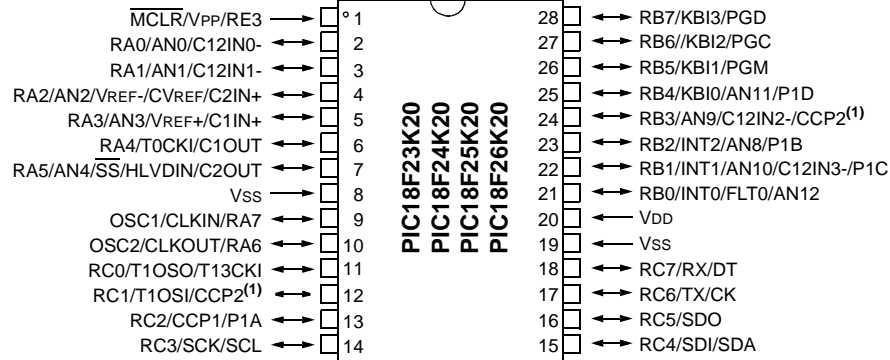 MCLR/VPP/RE3
RA0/AN0/C12IN0-
RA1/AN1/C12IN1-
RA2/AN2/VREF-/CVREF/C2IN+
RA3/AN3/VREF+/C1IN+
RA4/T0CKI/C1OUT
RA5/AN4/SS/HLVDIN/C2OUT
VSS
OSC1/CLKIN/RA7
OSC2/CLKOUT/RA6
RC0/T1OSO/T13CKI
RC1/T1OSI/CCP2(1)
RC2/CCP1/P1A
RC3/SCK/SCL
1
2
3
4
5
6
7
8
9
10
11
12
13
14
PIC18F23K20
PIC18F24K20
PIC18F25K20
PIC18F26K20
28
27
26
25
24
23
22
21
20
19
18
17
16
15
RB7/KBI3/PGD
RB6//KBI2/PGC
RB5/KBI1/PGM
RB4/KBI0/AN11/P1D
RB3/AN9/C12IN2-/CCP2(1)
RB2/INT2/AN8/P1B
RB1/INT1/AN10/C12IN3-/P1C
RB0/INT0/FLT0/AN12
VDD
VSS
RC7/RX/DT
RC6/TX/CK
RC5/SDO
RC4/SDI/SDA